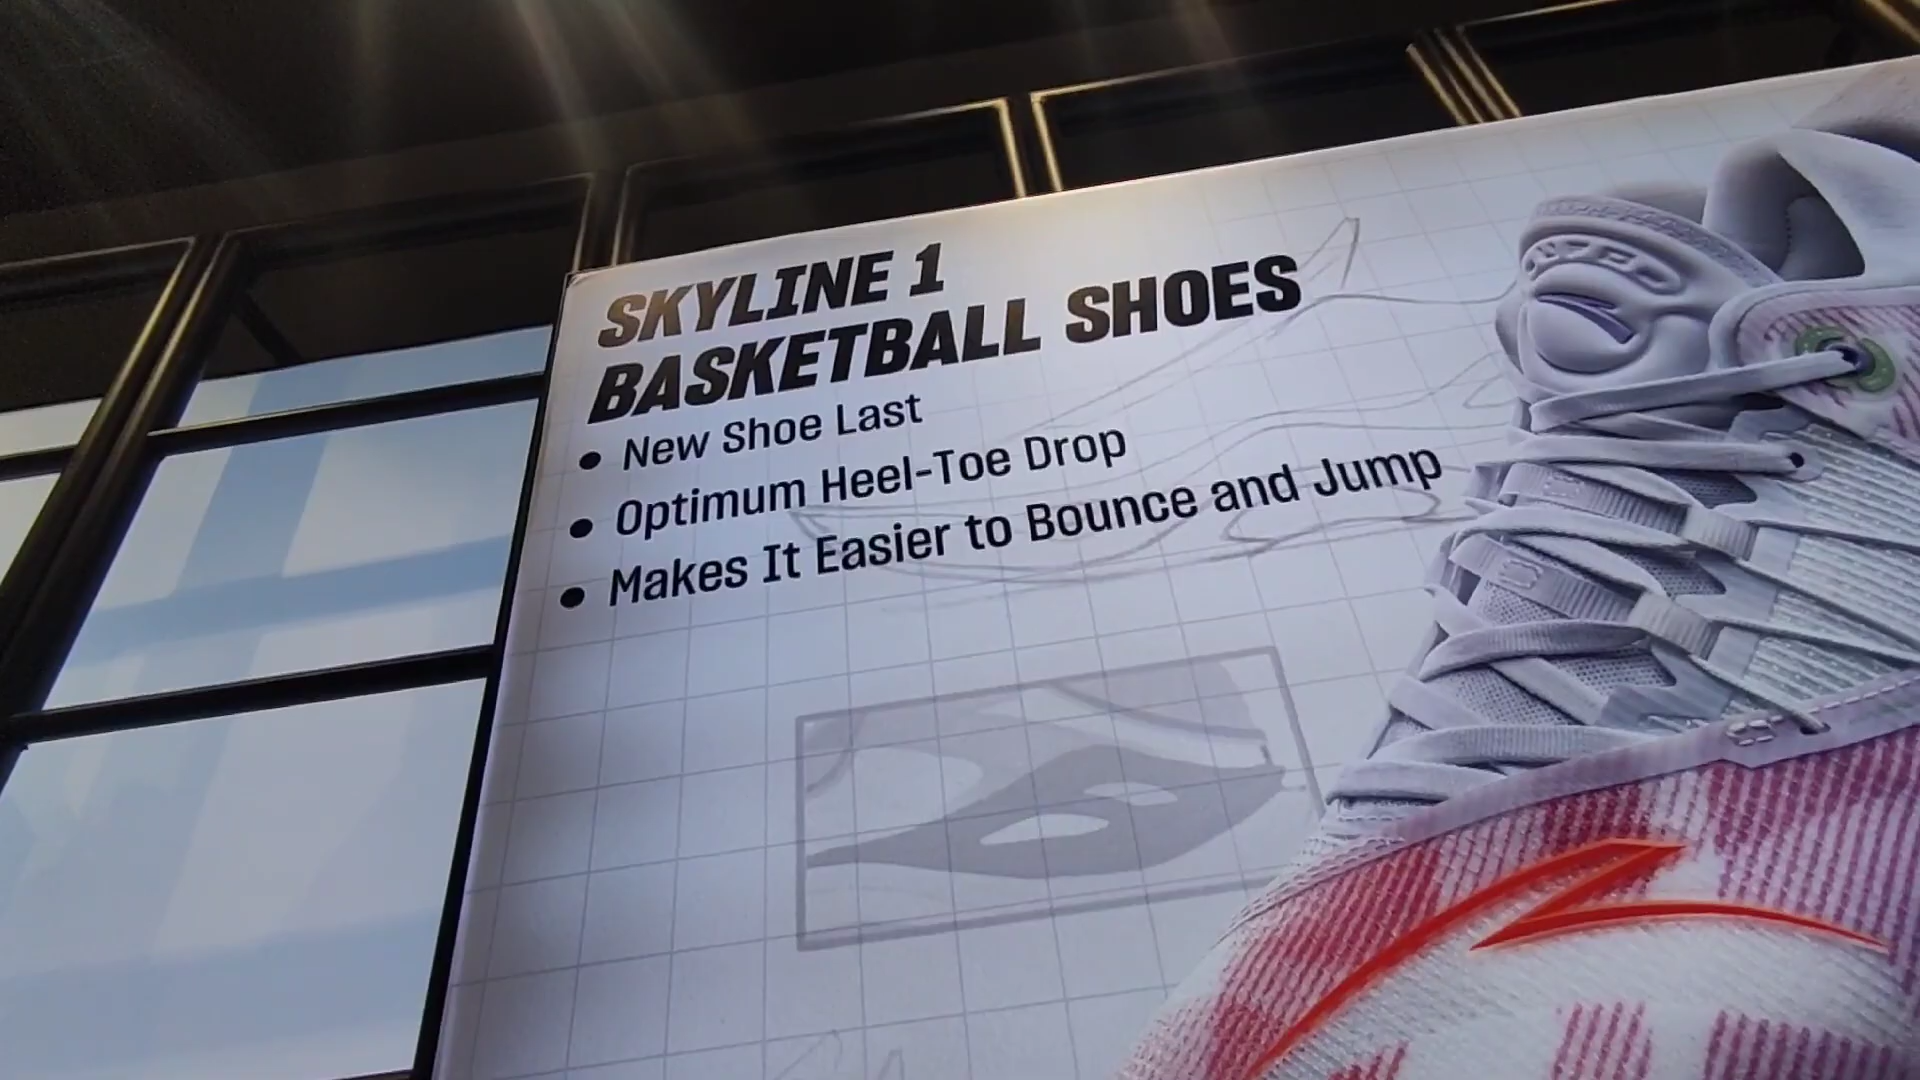 SKYLINE 1
BASKETBALL SHOES
• New Shoe Last
• Optimum Heel-Toe Drop
• Makes It Easier to Bounce and Jump